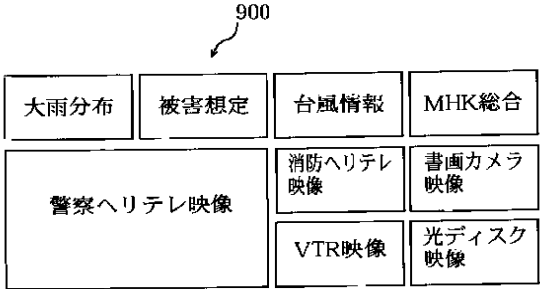 900
大雨分布
被害想定
台風情報
MHK総合
警察ヘリテレ映像
消防ヘリテレ
映像
書画カメラ
映像
VTR映像
光ディスク
映像